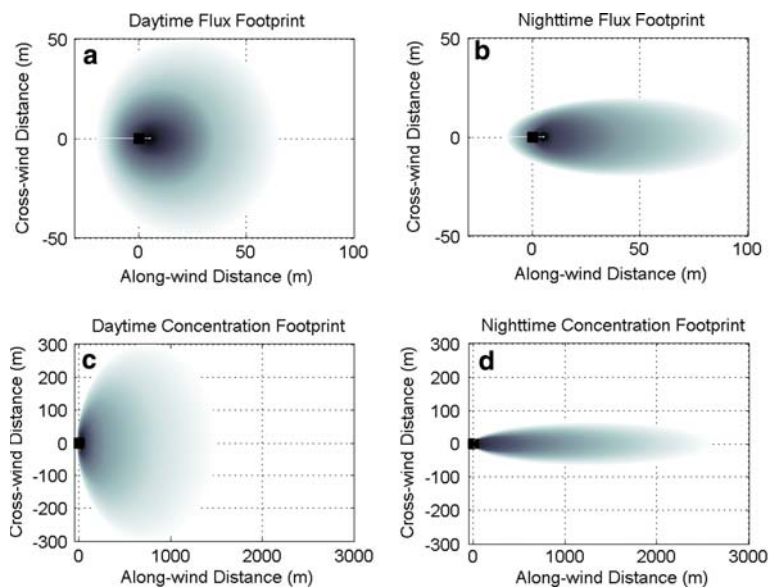 Daytime Flux Footprint
a
50
0
-50
Cross-wind Distance (m)
0
50
100
Along-wind Distance (m)
Nighttime Flux Footprint
b
50
0
-50
Cross-wind Distance (m)
0
50
100
Along-wind Distance (m)
Daytime Concentration Footprint
c
300
200
100
0
-100
-200
-300
Cross-wind Distance (m)
0
1000
2000
3000
Along-wind Distance (m)
Nighttime Concentration Footprint
d
300
200
100
0
-100
-200
-300
Cross-wind Distance (m)
0
1000
2000
3000
Along-wind Distance (m)